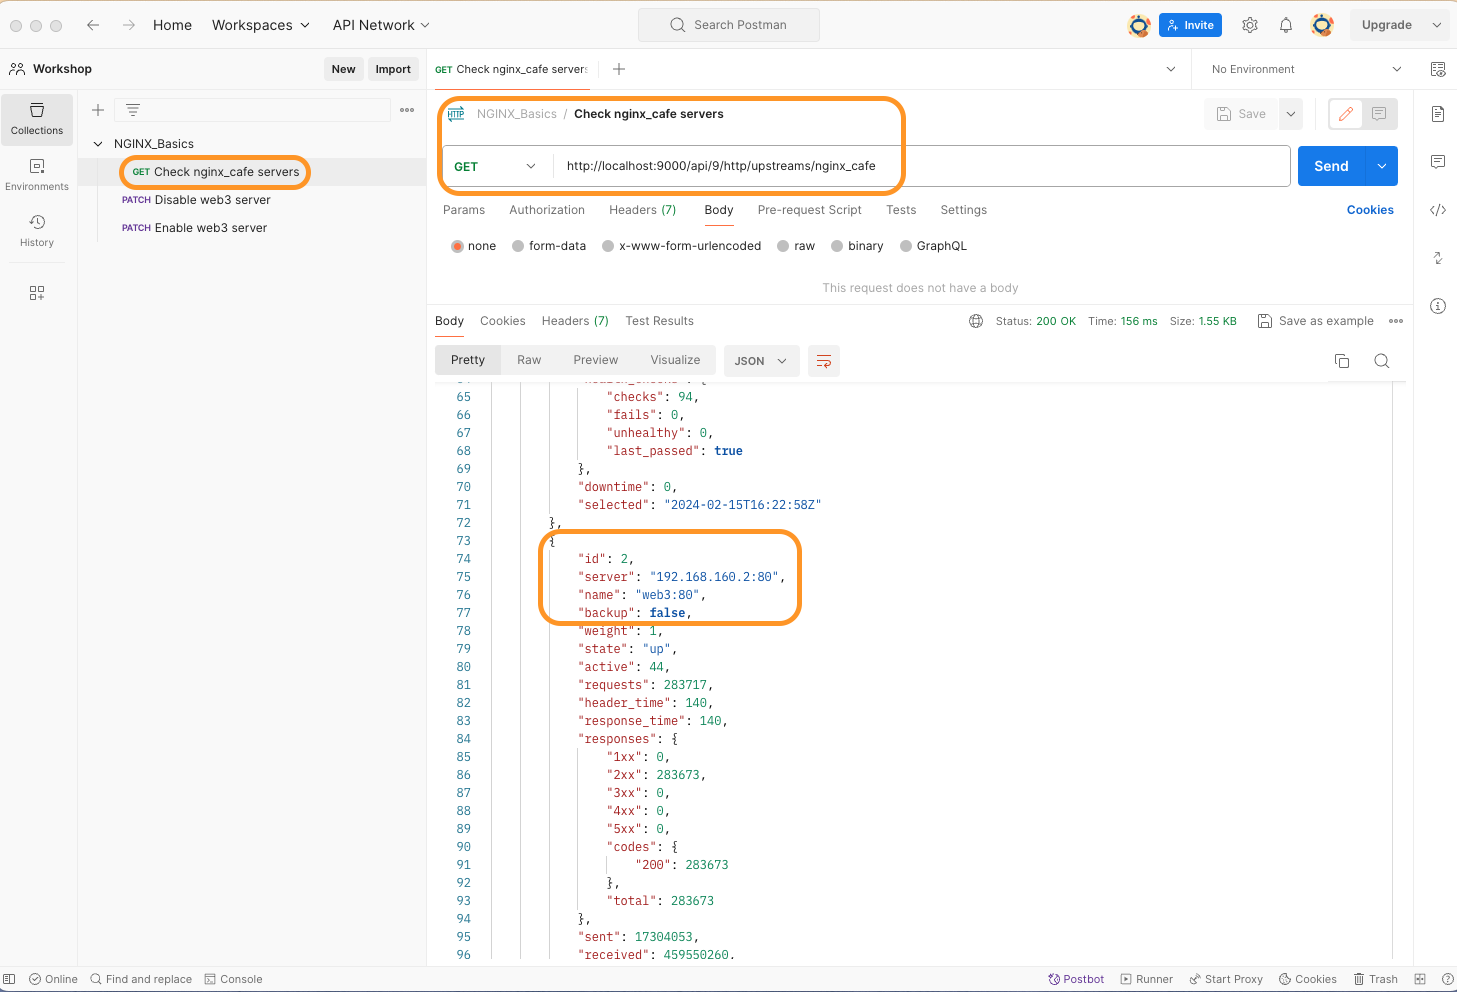 Home
Workspaces
API Network
Search Postman
Invite
Upgrade
Workshop
New
Import
GET Check nginx_cafe servers
No Environment
Collections
Environments
History
NGINX_Basics
GET Check nginx_cafe servers
PATCH Disable web3 server
PATCH Enable web3 server
HTTP NGINX_Basics / Check nginx_cafe servers
Save
GET http://localhost:9000/api/9/http/upstreams/nginx_cafe
Send
Params Authorization Headers (7) Body Pre-request Script Tests Settings
Cookies
none form-data x-www-form-urlencoded raw binary GraphQL
This request does not have a body
Body Cookies Headers (7) Test Results
Status: 200 OK Time: 156 ms Size: 1.55 KB Save as example
Pretty Raw Preview Visualize JSON
65 "checks": 94,
66 "fails": 0,
67 "unhealthy": 0,
68 "last_passed": true
69 },
70 "downtime": 0,
71 "selected": "2024-02-15T16:22:58Z"
72 },
73 {
74 "id": 2,
75 "server": "192.168.160.2:80",
76 "name": "web3:80",
77 "backup": false,
78 "weight": 1,
79 "state": "up",
80 "active": 44,
81 "requests": 283717,
82 "header_time": 140,
83 "response_time": 140,
84 "responses": {
85 "1xx": 0,
86 "2xx": 283673,
87 "3xx": 0,
88 "4xx": 0,
89 "5xx": 0,
90 "codes": {
91 "200": 283673
92 },
93 "total": 283673
94 },
95 "sent": 17304053,
96 "received": 459550260,
Online Find and replace Console
Postbot Runner Start Proxy Cookies Trash